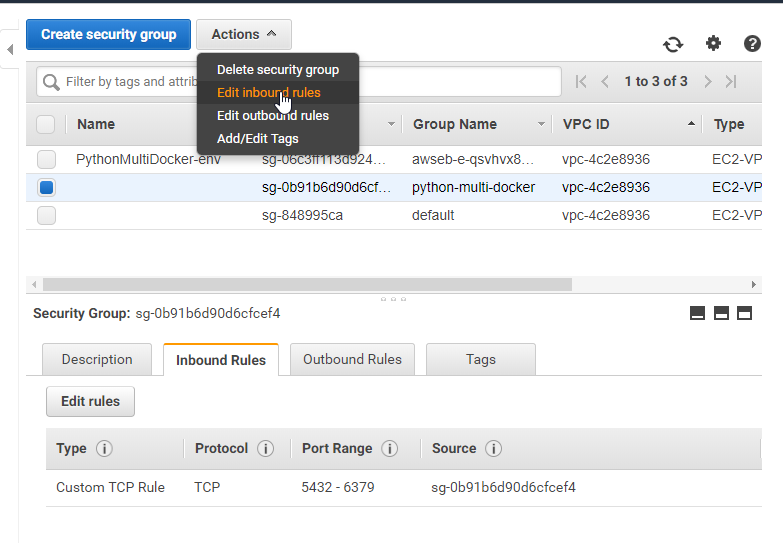 Create security group Actions
Delete security group
Filter by tags and attrib 1 to 3 of 3
Edit inbound rules
Edit outbound rules
Name Group Name VPC ID Type
Add/Edit Tags
PythonMultiDocker-env sg-06c3ff113d924... awseb-e-qsvhvx8... vpc-4c2e8936 EC2-VP
sg-0b91b6d90d6cf... python-multi-docker vpc-4c2e8936 EC2-VP
sg-848995ca default vpc-4c2e8936 EC2-VP
Security Group: sg-0b91b6d90d6cfcef4
Description Inbound Rules Outbound Rules Tags
Edit rules
Type Protocol Port Range Source
Custom TCP Rule TCP 5432 - 6379 sg-0b91b6d90d6cfcef4